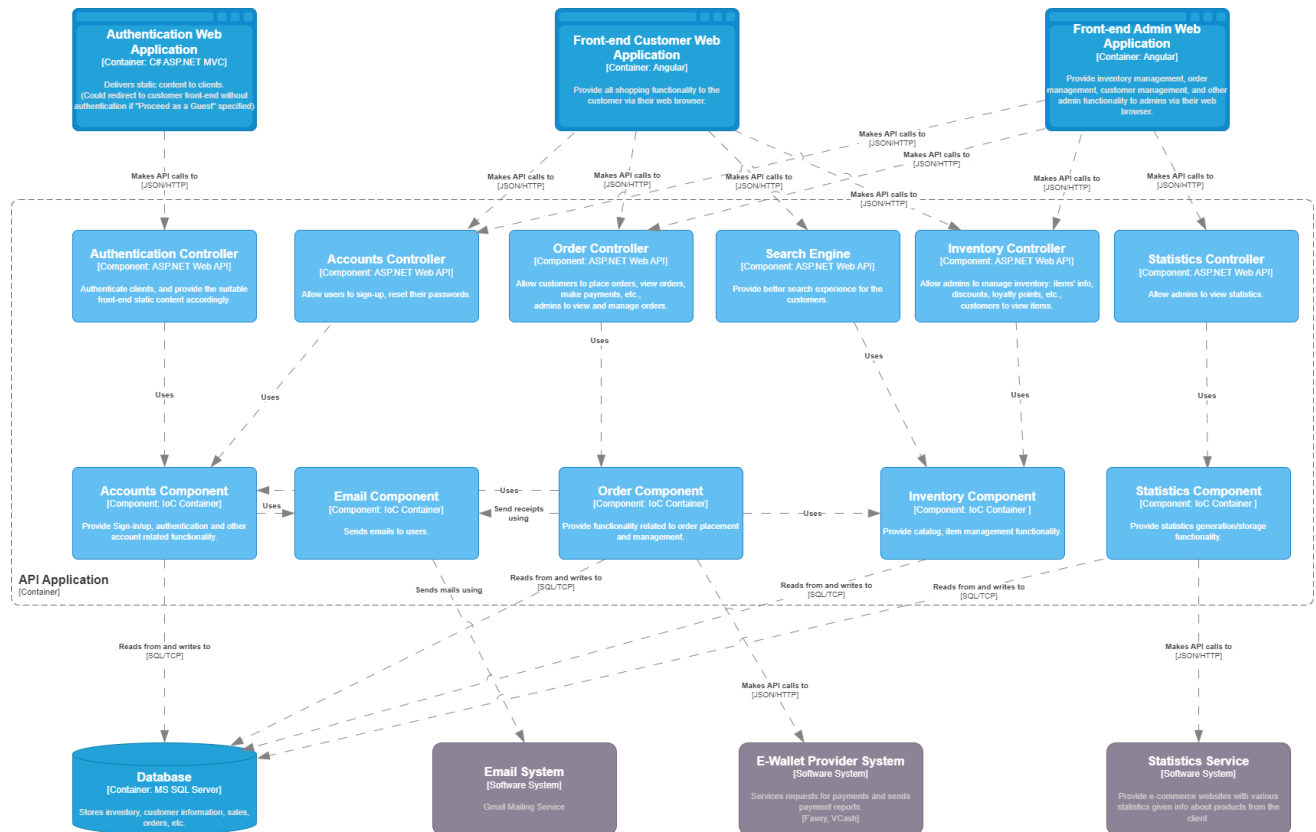 Authentication Web
Application
[Container: C# ASP.NET MVC]
Delivers static content to clients.
(Could redirect to customer front-end without
authentication if "Proceed as a Guest" specified)
Front-end Customer Web
Application
[Container: Angular]
Provide all shopping functionality to the
customer via their web browser.
Front-end Admin Web
Application
[Container: Angular]
Provide inventory management, order
management, customer management, and other
admin functionality to admins via their web
browser.
Makes API calls to
[JSON/HTTP]
Makes API calls to
[JSON/HTTP]
Makes API calls to
[JSON/HTTP]
Makes API calls to
[JSON/HTTP]
Makes API calls to
[JSON/HTTP]
Makes API calls to
[JSON/HTTP]
Makes API calls to
[JSON/HTTP]
Makes API calls to
[JSON/HTTP]
Makes API calls to
[JSON/HTTP]
Authentication Controller
[Component: ASP.NET Web API]
Authenticate clients, and provide the suitable
front-end static content accordingly.
Accounts Controller
[Component: ASP.NET Web API]
Allow users to sign-up, reset their passwords.
Order Controller
[Component: ASP.NET Web API]
Allow customers to place orders, view orders,
make payments, etc.,
admins to view and manage orders.
Search Engine
[Component: ASP.NET Web API]
Provide better search experience for the
customers.
Inventory Controller
[Component: ASP.NET Web API]
Allow admins to manage inventory: items' info,
discounts, loyalty points, etc.,
customers to view items.
Statistics Controller
[Component: ASP.NET Web API]
Allow admins to view statistics.
Uses
Uses
Uses
Uses
Uses
Uses
Accounts Component
[Component: IoC Container]
Provide Sign-in/up, authentication and other
account related functionality.
Uses
Email Component
[Component: IoC Container]
Sends emails to users.
Uses
Send receipts
using
Order Component
[Component: IoC Container]
Provide functionality related to order placement
and management.
Uses
Inventory Component
[Component: IoC Container ]
Provide catalog, item management functionality.
Statistics Component
[Component: IoC Container ]
Provide statistics generation/storage
functionality.
API Application
[Container]
Reads from and writes to
[SQL/TCP]
Sends mails using
Reads from and writes to
[SQL/TCP]
Reads from and writes to
[SQL/TCP]
Reads from and writes to
[SQL/TCP]
Makes API calls to
[JSON/HTTP]
Makes API calls to
[JSON/HTTP]
Database
[Container: MS SQL Server]
Stores inventory, customer information, sales,
orders, etc.
Email System
[Software System]
Gmail Mailing Service
E-Wallet Provider System
[Software System]
Services requests for payments and sends
payment reports.
[Fawry, VCash]
Statistics Service
[Software System]
Provide e-commerce websites with various
statistics given info about products from the
client.